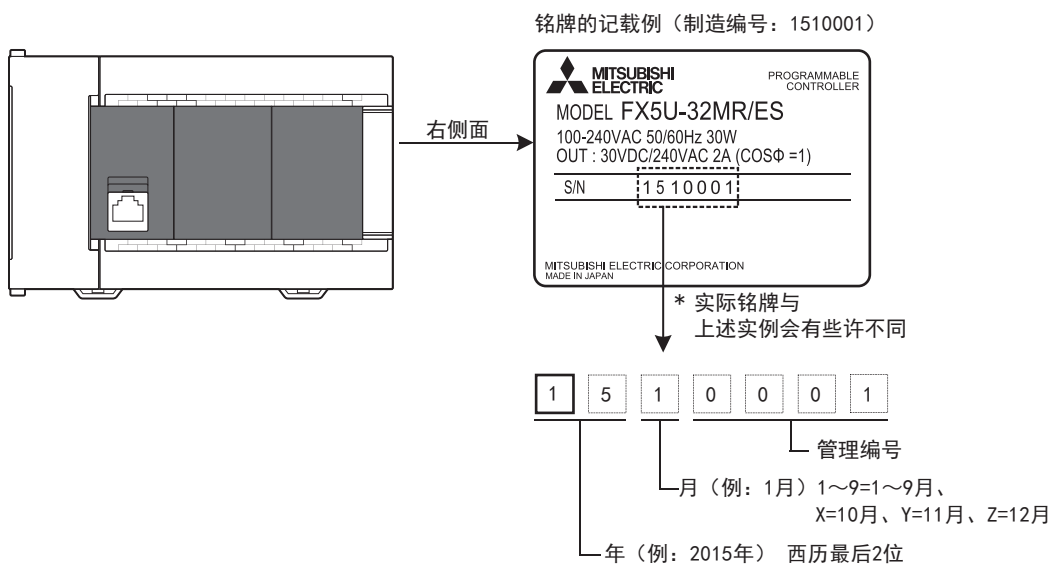 铭牌的记载例（制造编号：1510001）
MITSUBISHI
ELECTRIC
PROGRAMMABLE
CONTROLLER
MODEL FX5U-32MR/ES
100-240VAC 50/60Hz 30W
OUT : 30VDC/240VAC 2A (COSΦ =1)
S/N 1510001
MITSUBISHI ELECTRIC CORPORATION
MADE IN JAPAN
右侧面
* 实际铭牌与
上述实例会有些许不同
1 5 1 0 0 0 1
管理编号
月（例：1月）1～9=1～9月、
X=10月、Y=11月、Z=12月
年（例：2015年） 西历最后2位